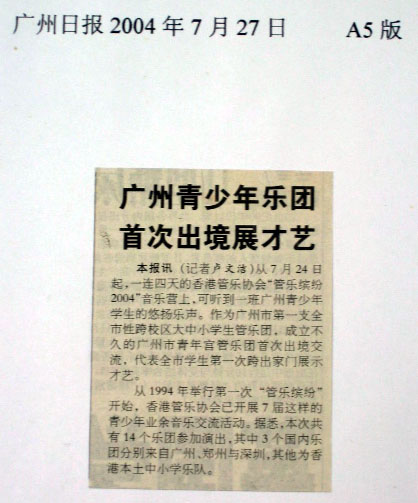 广州日报 2004 年 7 月 27 日 A5 版
广州青少年乐团
首次出境展才艺
本报讯 (记者卢文洁)从 7 月 24 日
起,一连四天的香港管乐协会“管乐缤纷
2004”音乐营上,可听到一班广州青少年
学生的悠扬乐声。作为广州市第一支全
市性跨校区大中小学生管乐团,成立不
久的广州市青年宫管乐团首次出境交
流,代表全市学生第一次跨出家门展示
才艺。
从 1994 年举行第一次“管乐缤纷”
开始,香港管乐协会已开展 7 届这样的
青少年业余音乐交流活动。据悉,本次共
有 14 个乐团参加演出,其中 3 个国内乐
团分别来自广州、郑州与深圳,其他为香
港本土中小学乐队。